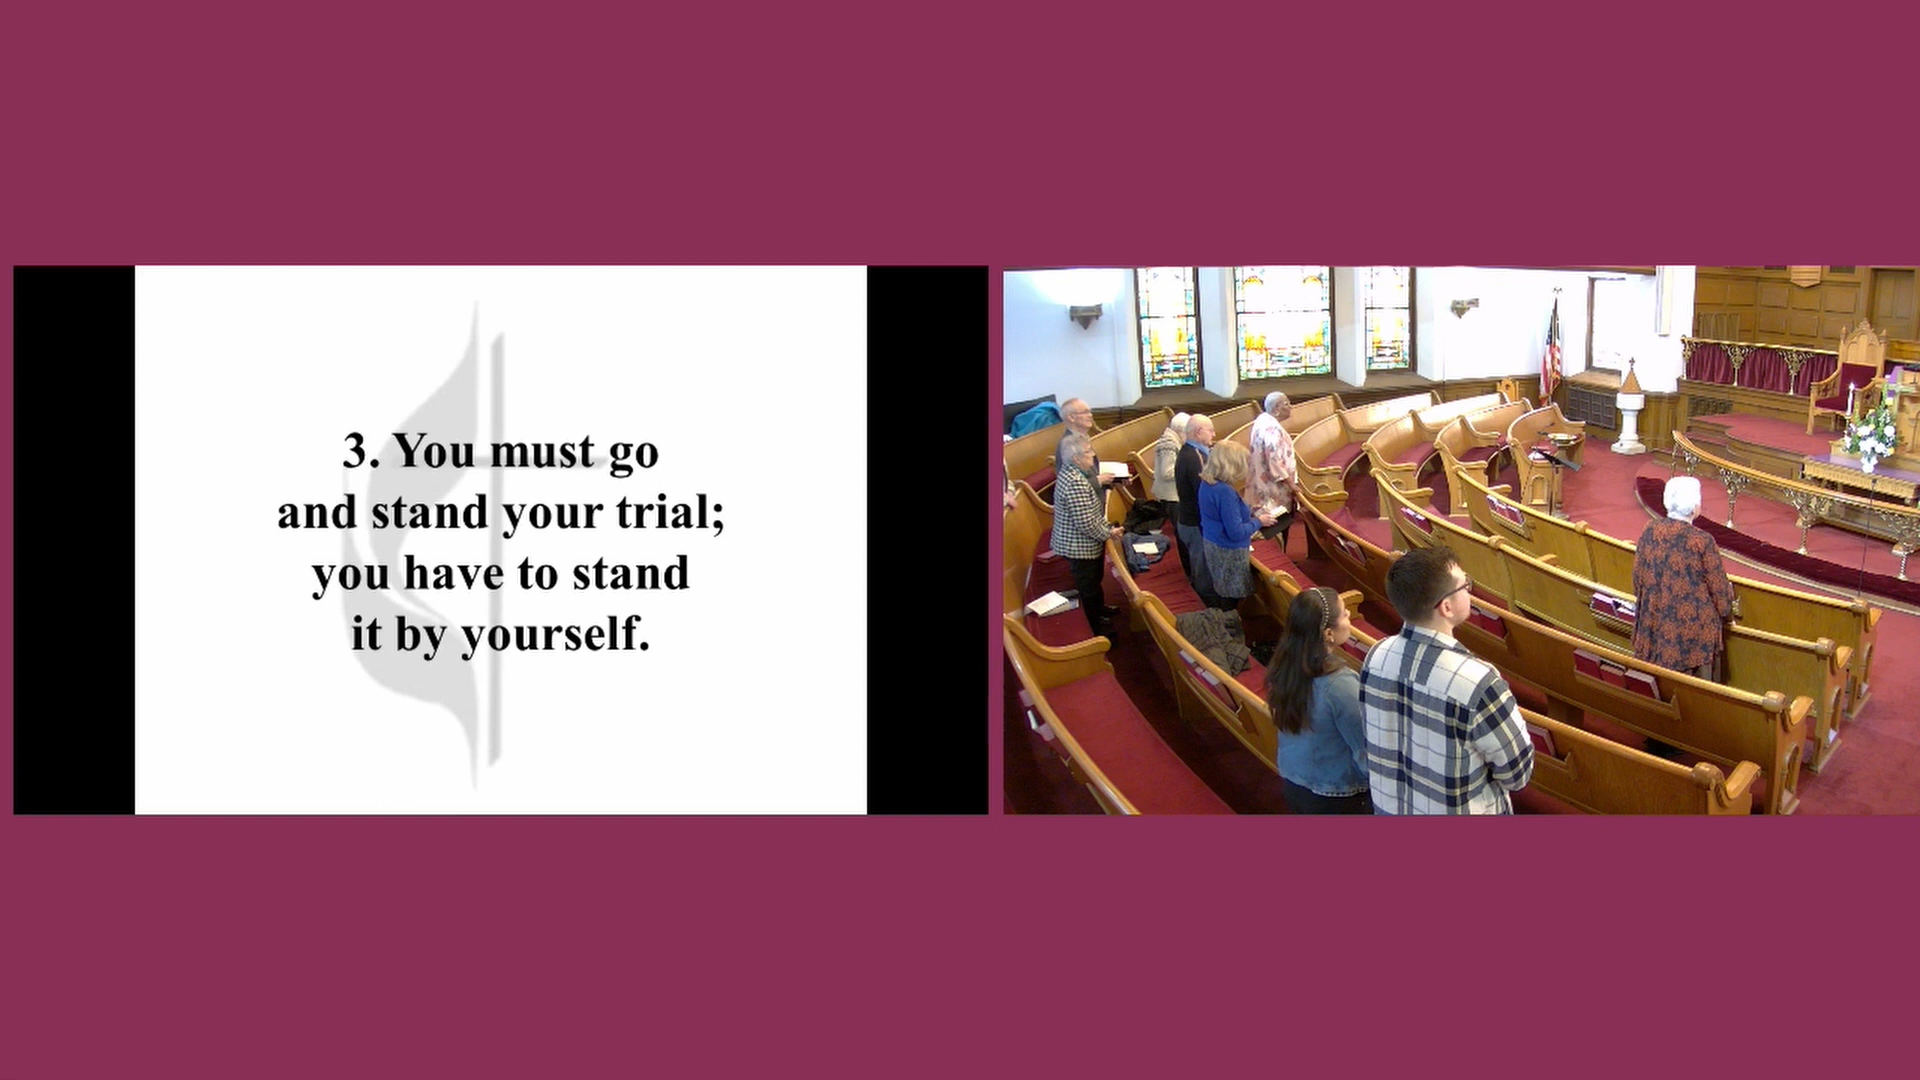 3. You must go
and stand your trial;
you have to stand
it by yourself.